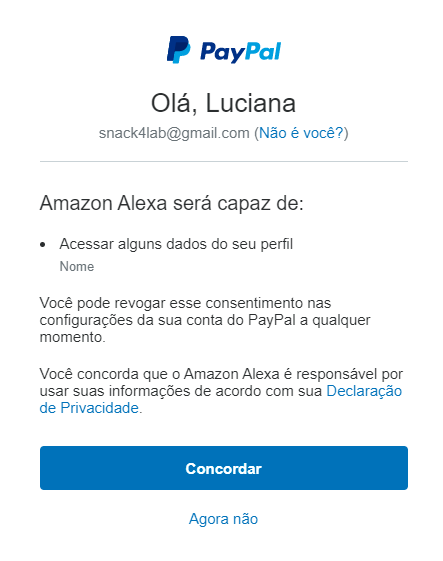 PayPal
Olá, Luciana
snack4lab@gmail.com (Não é você?)
Amazon Alexa será capaz de:
• Acessar alguns dados do seu perfil
Nome
Você pode revogar esse consentimento nas
configurações da sua conta do PayPal a qualquer
momento.
Você concorda que o Amazon Alexa é responsável por
usar suas informações de acordo com sua Declaração
de Privacidade.
Concordar
Agora não